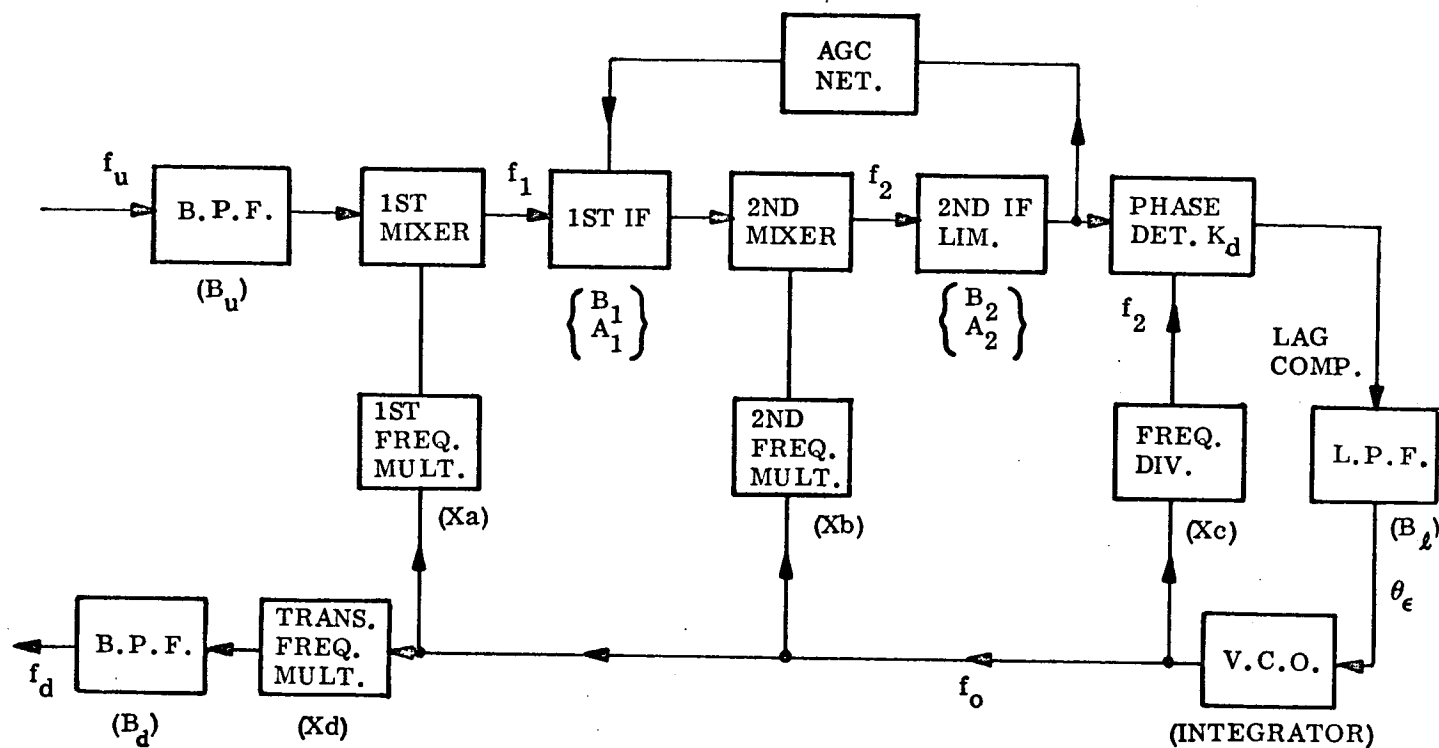 AGC
NET.
f_u
B.P.F.
(B_u)
1ST
MIXER
f_1
1ST IF
{ B_1
A_1 }
2ND
MIXER
f_2
2ND IF
LIM.
{ B_2
A_2 }
PHASE
DET. K_d
f_2
LAG
COMP.
1ST
FREQ.
MULT.
(Xa)
2ND
FREQ.
MULT.
(Xb)
FREQ.
DIV.
(Xc)
L.P.F.
(B_ℓ)
θ_ϵ
f_d
B.P.F.
(B_d)
TRANS.
FREQ.
MULT.
(Xd)
f_o
V.C.O.
(INTEGRATOR)